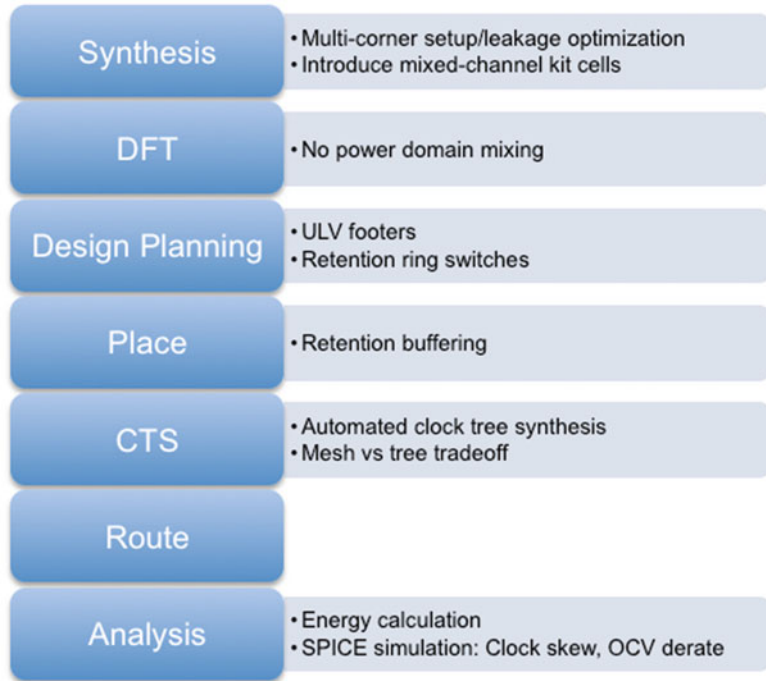 Synthesis
• Multi-corner setup/leakage optimization
• Introduce mixed-channel kit cells
DFT
• No power domain mixing
Design Planning
• ULV footers
• Retention ring switches
Place
• Retention buffering
CTS
• Automated clock tree synthesis
• Mesh vs tree tradeoff
Route
Analysis
• Energy calculation
• SPICE simulation: Clock skew, OCV derate